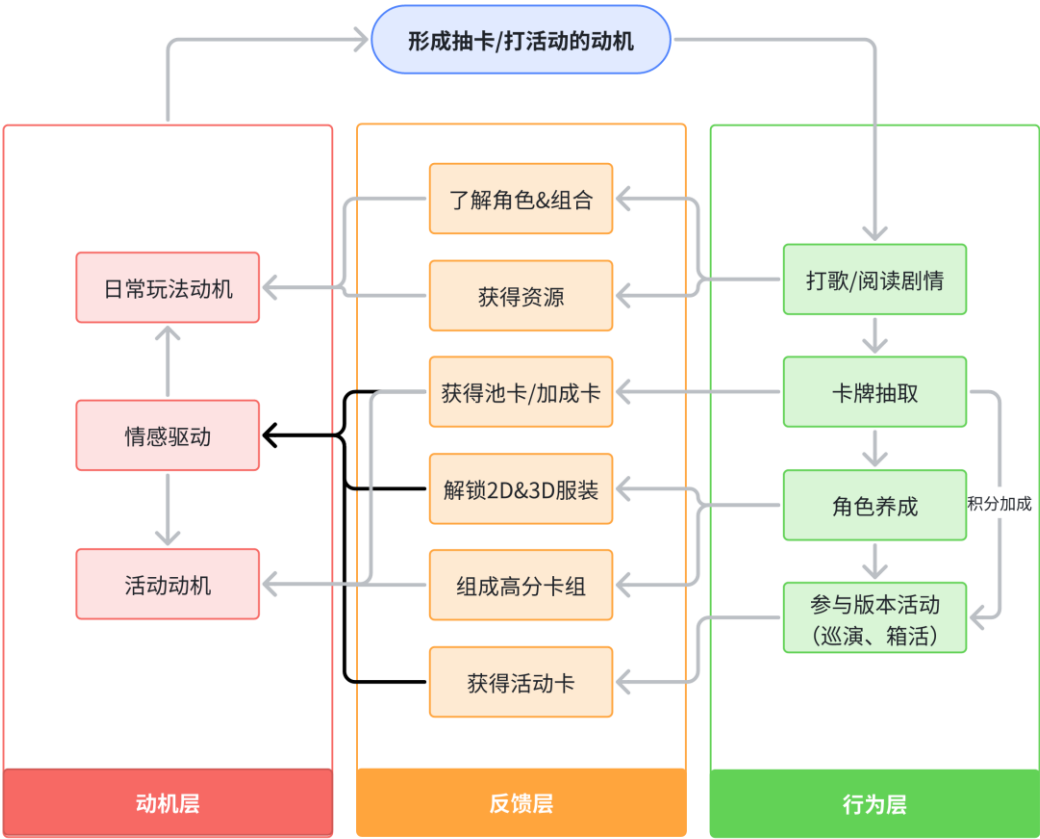 形成抽卡/打活动的动机
日常玩法动机
情感驱动
活动动机
动机层
了解角色&组合
获得资源
获得池卡/加成卡
解锁2D&3D服装
组成高分卡组
获得活动卡
反馈层
打歌/阅读剧情
卡牌抽取
角色养成
积分加成
参与版本活动
（巡演、箱活）
行为层